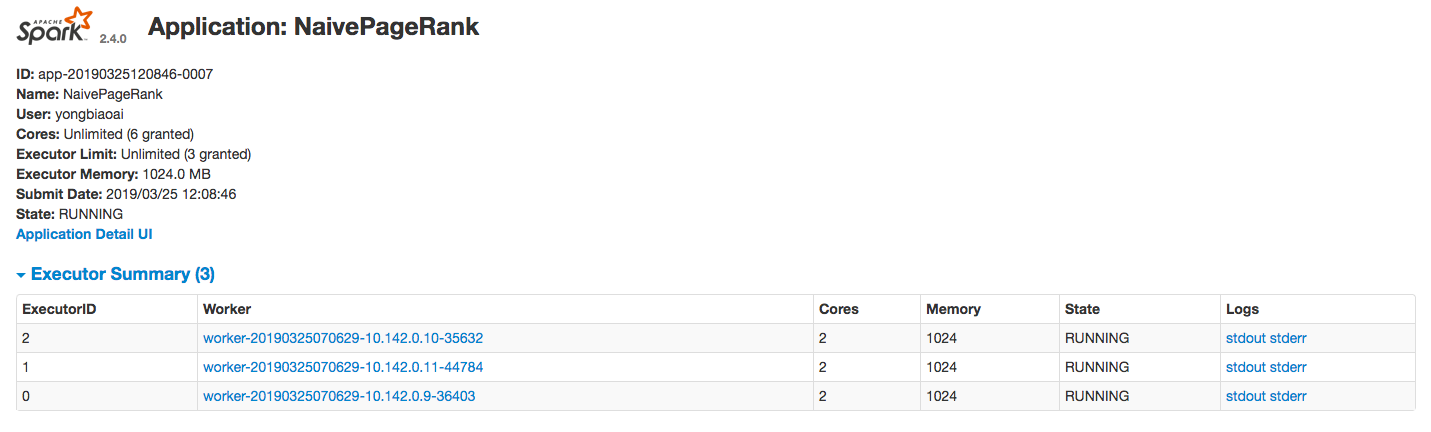 APACHE
Spark 2.4.0 Application: NaivePageRank
ID: app-20190325120846-0007
Name: NaivePageRank
User: yongbiaoai
Cores: Unlimited (6 granted)
Executor Limit: Unlimited (3 granted)
Executor Memory: 1024.0 MB
Submit Date: 2019/03/25 12:08:46
State: RUNNING
Application Detail UI
Executor Summary (3)
ExecutorID Worker Cores Memory State Logs
2 worker-20190325070629-10.142.0.10-35632 2 1024 RUNNING stdout stderr
1 worker-20190325070629-10.142.0.11-44784 2 1024 RUNNING stdout stderr
0 worker-20190325070629-10.142.0.9-36403 2 1024 RUNNING stdout stderr